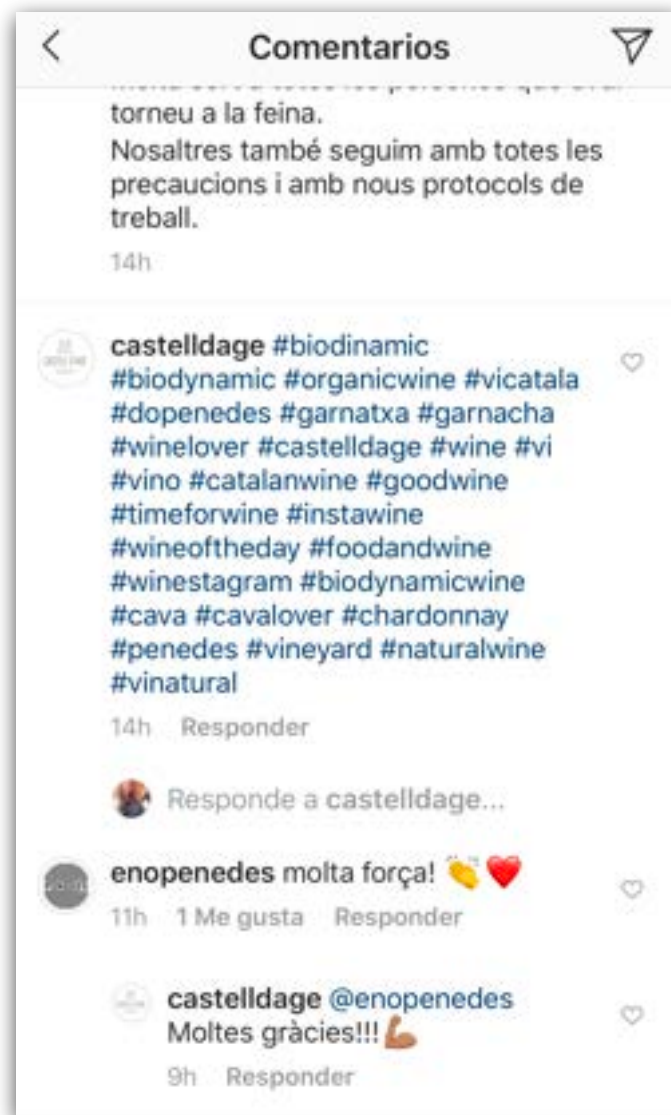 Comentarios
torneu a la feina.
Nosaltres també seguim amb totes les
precaucions i amb nous protocols de
treball.
14h
castelldage #biodinamic
#biodynamic #organicwine #vicatala
#dopenedes #garnatxa #garnacha
#winelover #castelldage #wine #vi
#vino #catalanwine #goodwine
#timeforwine #instawine
#wineoftheday #foodandwine
#winestagram #biodynamicwine
#cava #cavalover #chardonnay
#penedes #vineyard #naturalwine
#vinatural
14h Responder
Responde a castelldage...
enopenedes molta força! 👏❤️
11h 1 Me gusta Responder
castelldage @enopenedes
Moltes gràcies!!!💪🏽
9h Responder